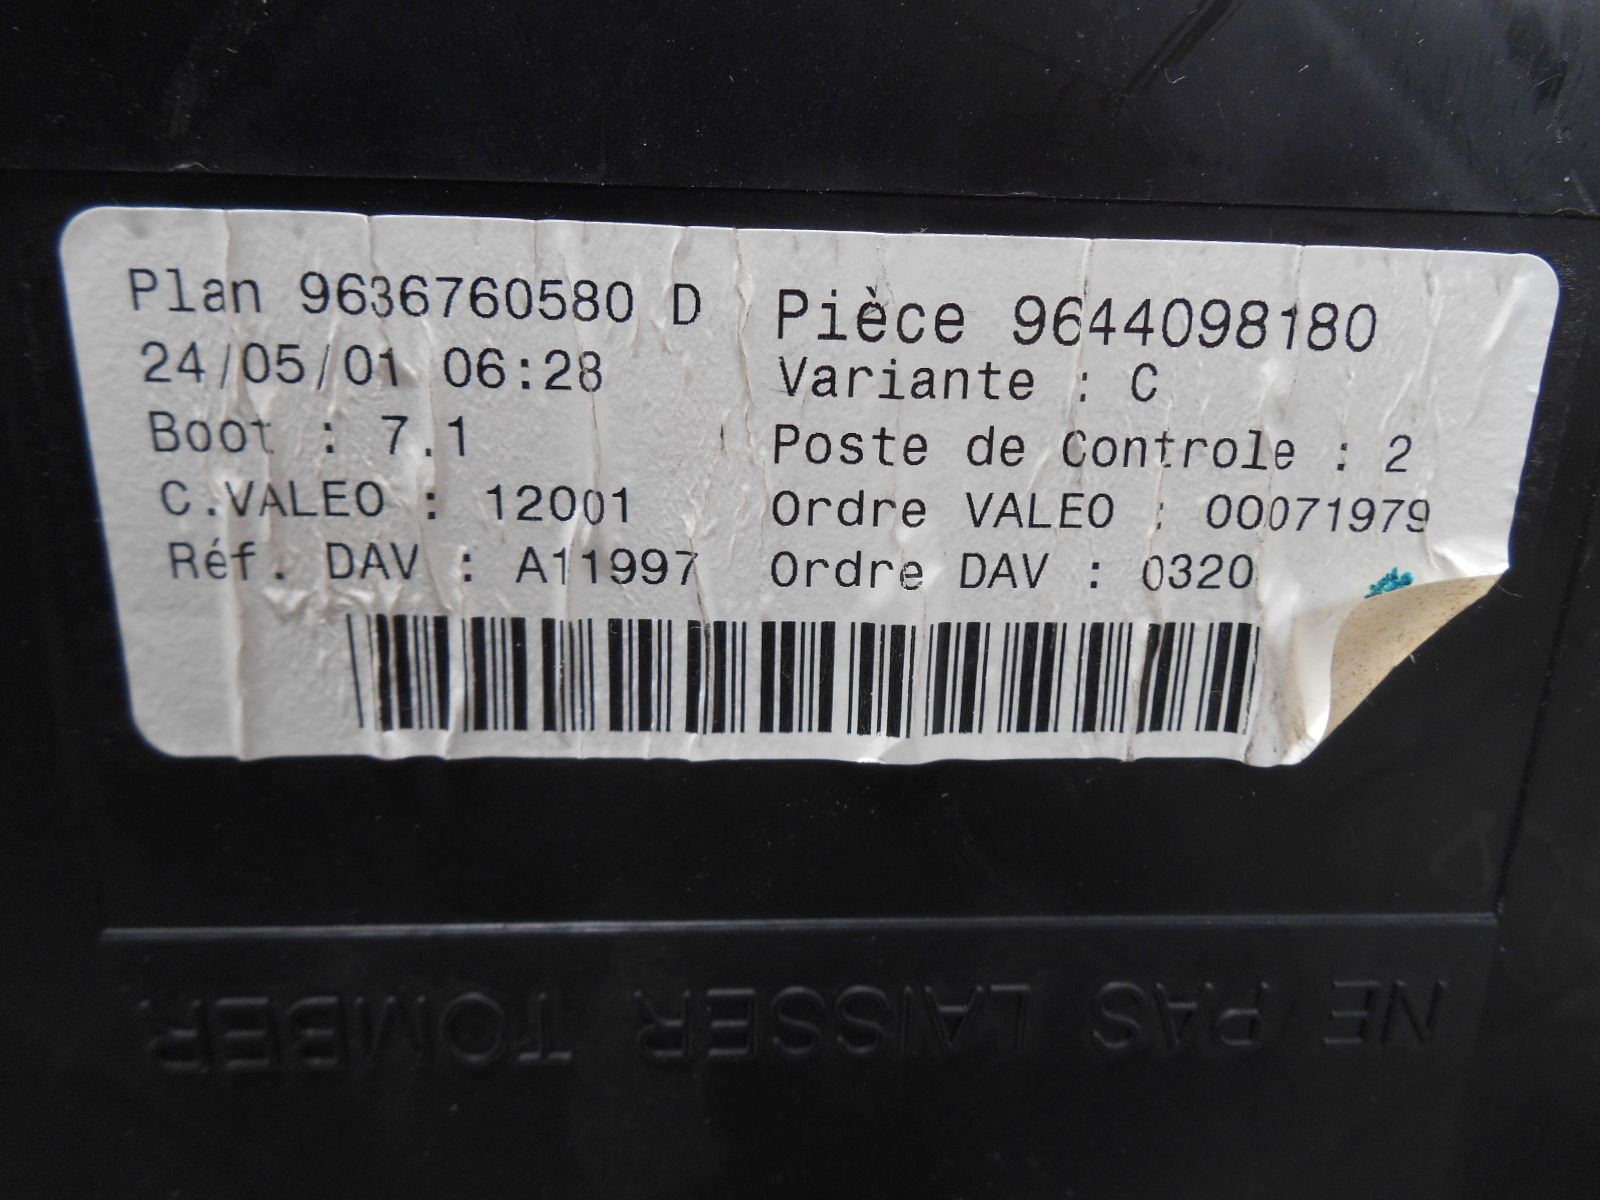 Plan 9636760580 D Pièce 9644098180
24/05/01 06:28 Variante : C
Boot : 7.1 Poste de Controle : 2
C.VALEO : 12001 Ordre VALEO : 00071979
Réf. DAV : A11997 Ordre DAV : 0320
NE PAS LAISSER TOMBER